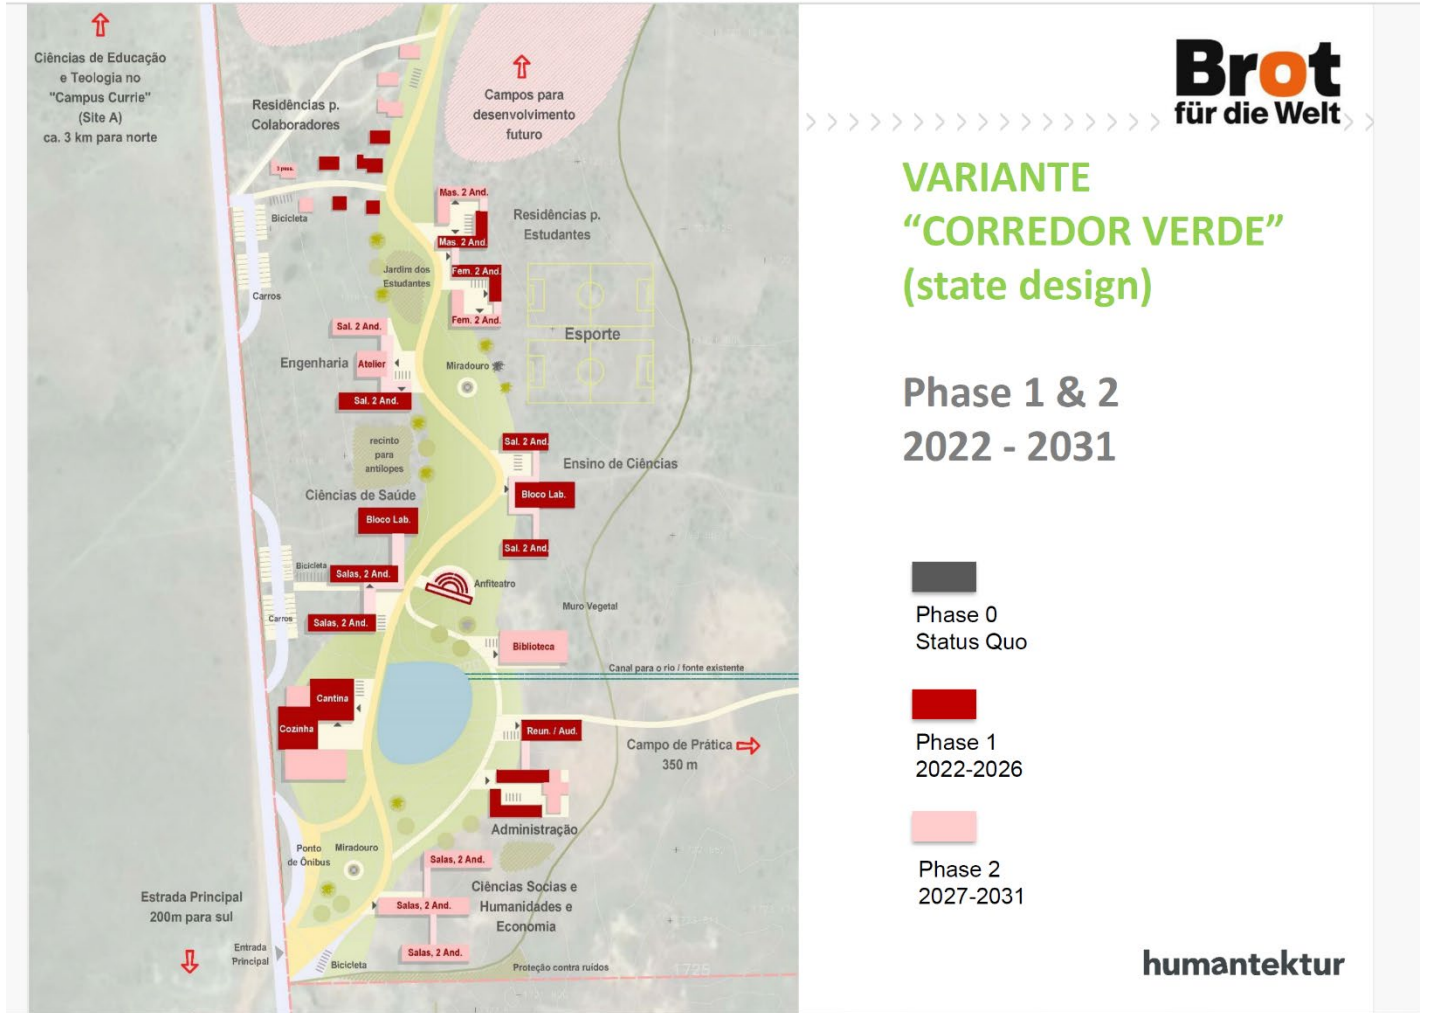 Ciências de Educação
e Teologia no
"Campus Currie"
(Site A)
ca. 3 km para norte
Residências p.
Colaboradores
Campos para
desenvolvimento
futuro
Bicicleta
Carros
Mas. 2 And.
Mas. 2 And.
Residências p.
Estudantes
Jardim dos
Estudantes
Fem. 2 And.
Fem. 2 And.
Sal. 2 And.
Esporte
Engenharia
Atelier
Miradouro
Sal. 2 And.
recinto
para
antilopes
Sal. 2 And.
Ensino de Ciências
Bloco Lab.
Ciências de Saúde
Bloco Lab.
Sal. 2 And.
Bicicleta
Salas, 2 And.
Anfiteatro
Carros
Salas, 2 And.
Muro Vegetal
Biblioteca
Canal para o rio / fonte existente
Cantina
Cozinha
Reun. / Aud.
Campo de Prática
350 m
Administração
Ponto
de Ônibus
Miradouro
Salas, 2 And.
Ciências Socias e
Humanidades e
Economia
Salas, 2 And.
Salas, 2 And.
Estrada Principal
200m para sul
Entrada
Principal
Bicicleta
Proteção contra ruidos
Brot
für die Welt
VARIANTE
“CORREDOR VERDE”
(state design)
Phase 1 & 2
2022 - 2031
Phase 0
Status Quo
Phase 1
2022-2026
Phase 2
2027-2031
humantektur